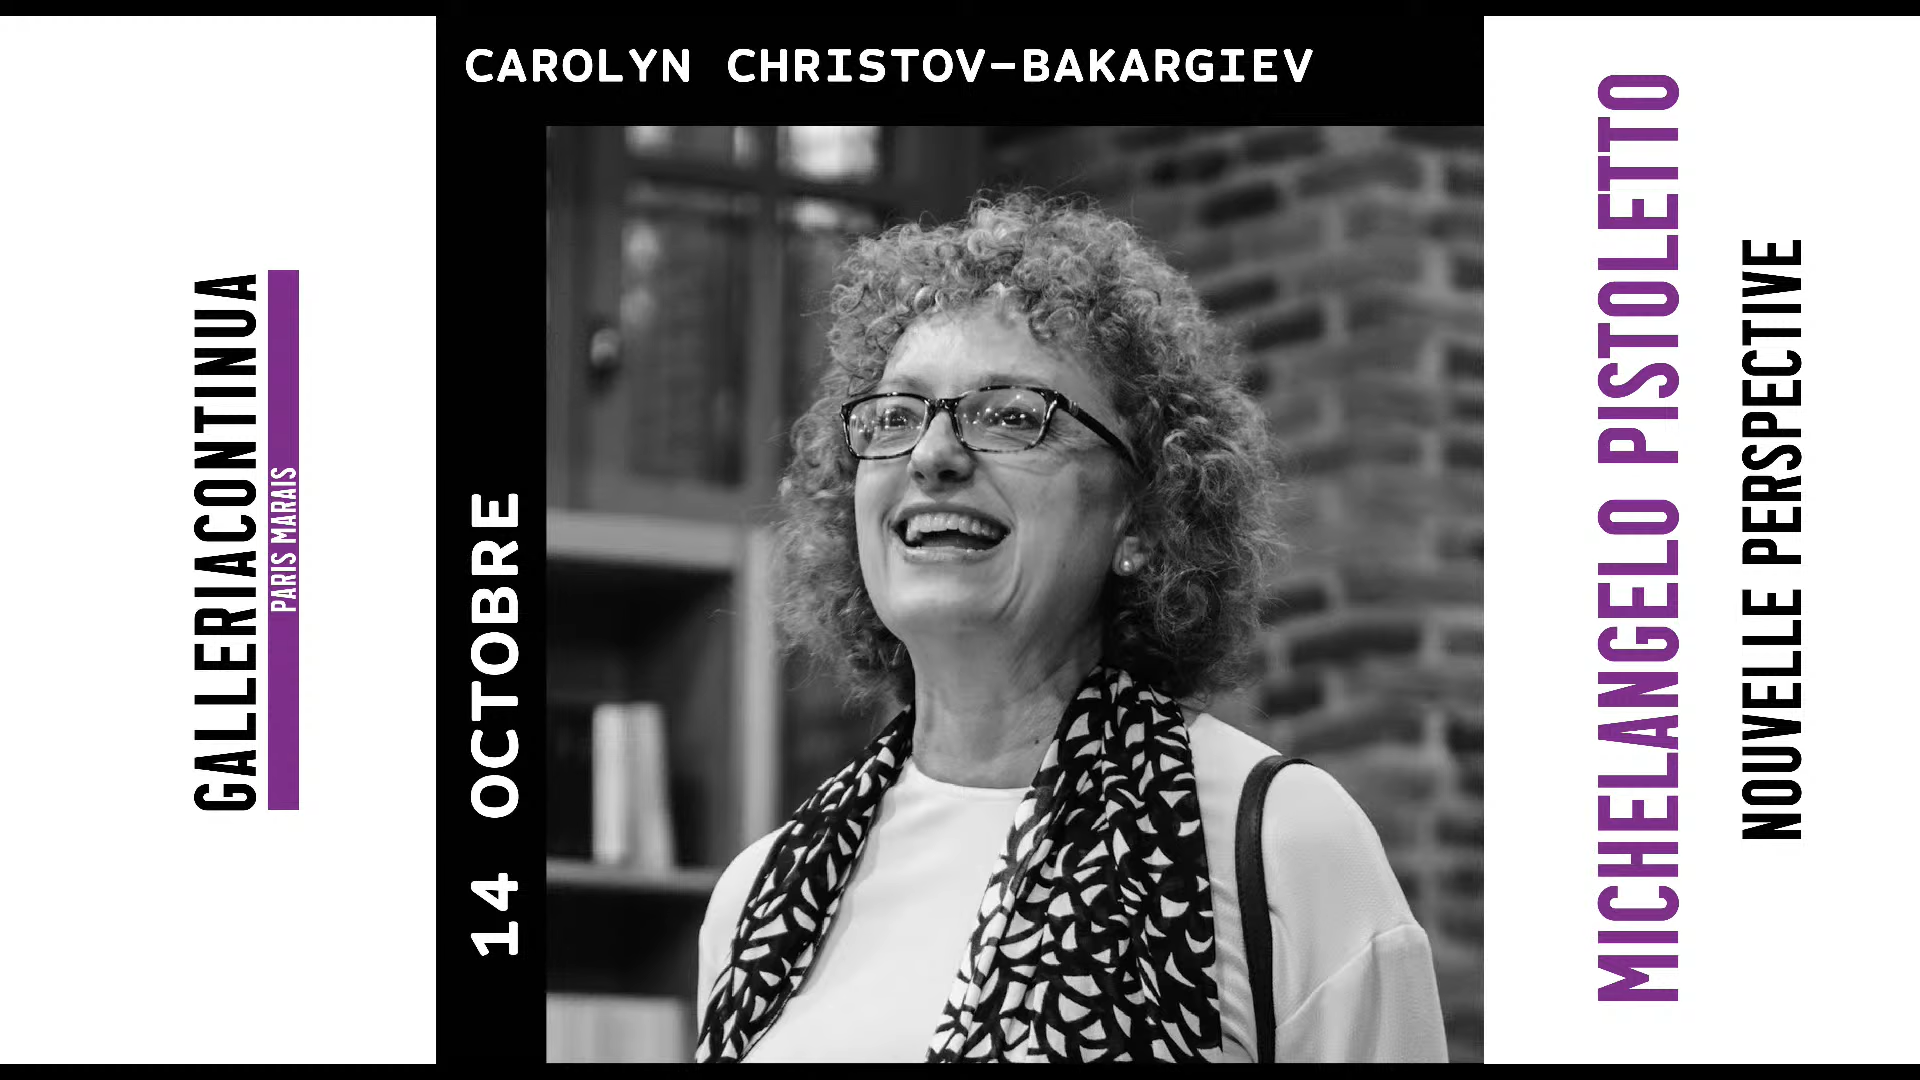 GALLERIACONTINUA
PARIS MARAIS
CAROLYN CHRISTOV-BAKARGIEV
14 OCTOBRE
MICHELANGELO PISTOLETTO
NOUVELLE PERSPECTIVE